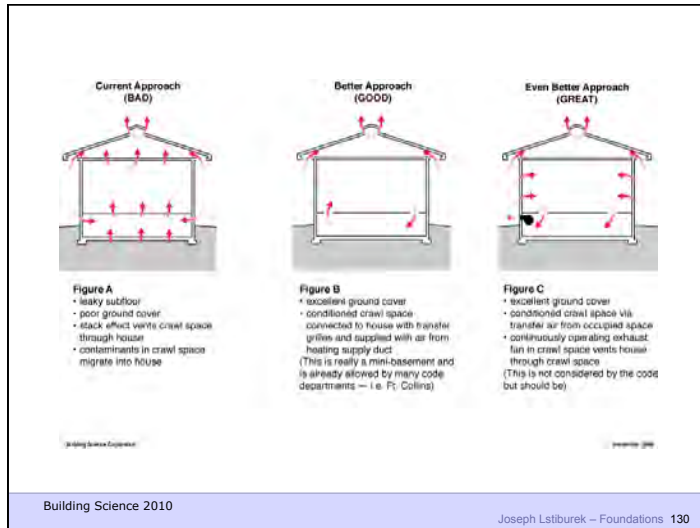 Current Approach
(BAD)
Better Approach
(GOOD)
Even Better Approach
(GREAT)
Figure A
• leaky subflour
• poor ground cover
• stack effect vents crawl space
through house
• contaminants in crawl space
migrate into house
Figure B
• excellent ground cover
• conditioned crawl space
connected to house with transfer
grilles and supplied with air from
heating supply duct
(This is really a mini-basement and
is already allowed by many code
departments — i.e. Ft. Collins)
Figure C
• excellent ground cover
• conditioned crawl space via
transfer air from occupied space
• continuously operating exhaust
fan in crawl space vents house
through crawl space
(This is not considered by the code
but should be)
Building Science Corporation
Building Science 2010
Joseph Lstiburek – Foundations 130